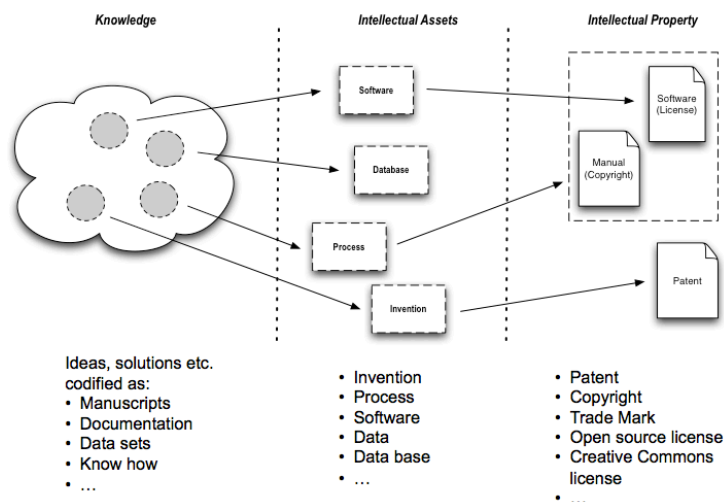 Knowledge
Intellectual Assets
Intellectual Property
Software
Database
Process
Invention
Software
(License)
Manual
(Copyright)
Patent
Ideas, solutions etc.
codified as:
• Manuscripts
• Documentation
• Data sets
• Know how
• ...
• Invention
• Process
• Software
• Data
• Data base
• ...
• Patent
• Copyright
• Trade Mark
• Open source license
• Creative Commons
license
• ...